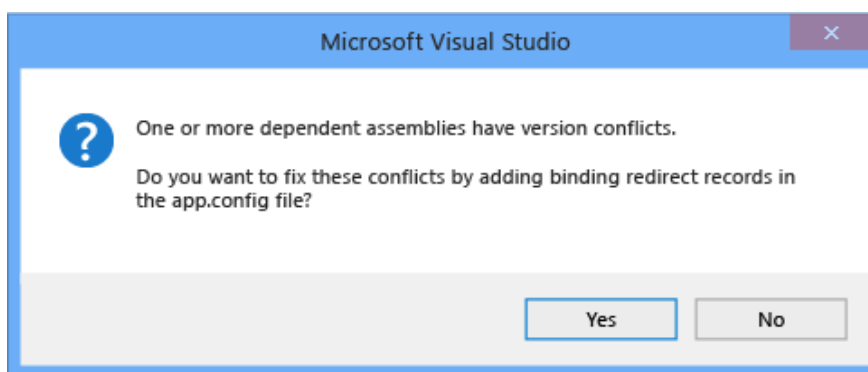 Microsoft Visual Studio
One or more dependent assemblies have version conflicts.
Do you want to fix these conflicts by adding binding redirect records in
the app.config file?
Yes
No